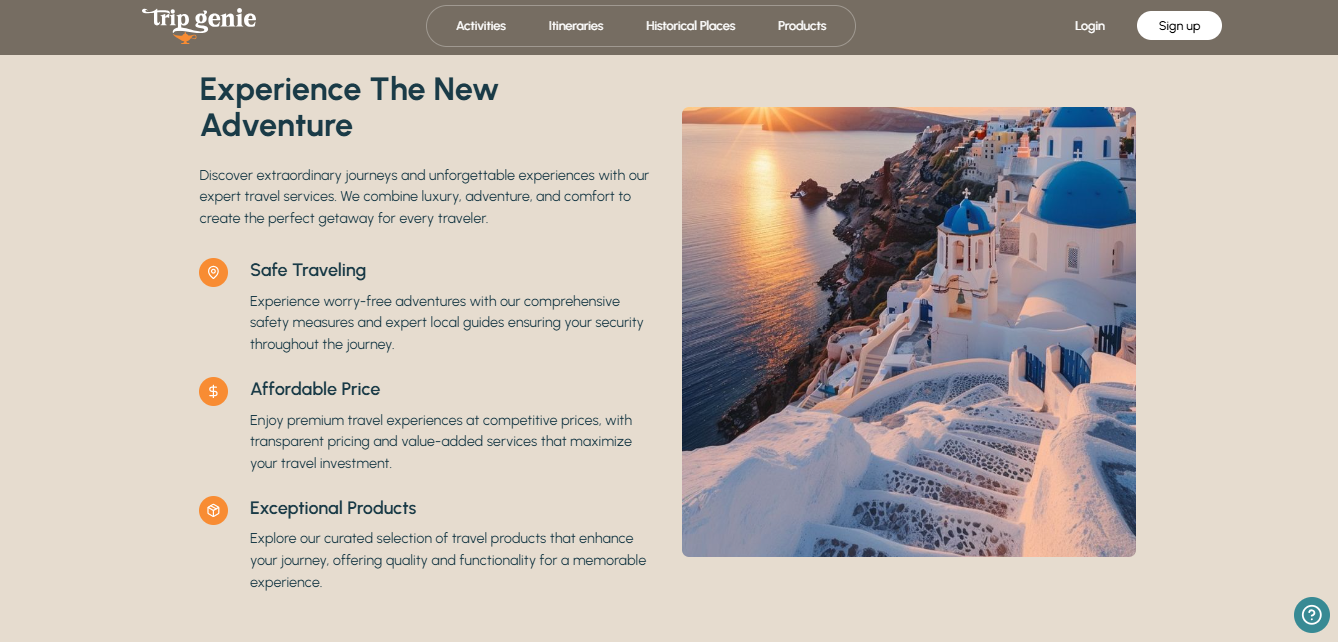 trip genie
Activities
Itineraries
Historical Places
Products
Login
Sign up
Experience The New
Adventure
Discover extraordinary journeys and unforgettable experiences with our
expert travel services. We combine luxury, adventure, and comfort to
create the perfect getaway for every traveler.
Safe Traveling
Experience worry-free adventures with our comprehensive
safety measures and expert local guides ensuring your security
throughout the journey.
Affordable Price
Enjoy premium travel experiences at competitive prices, with
transparent pricing and value-added services that maximize
your travel investment.
Exceptional Products
Explore our curated selection of travel products that enhance
your journey, offering quality and functionality for a memorable
experience.